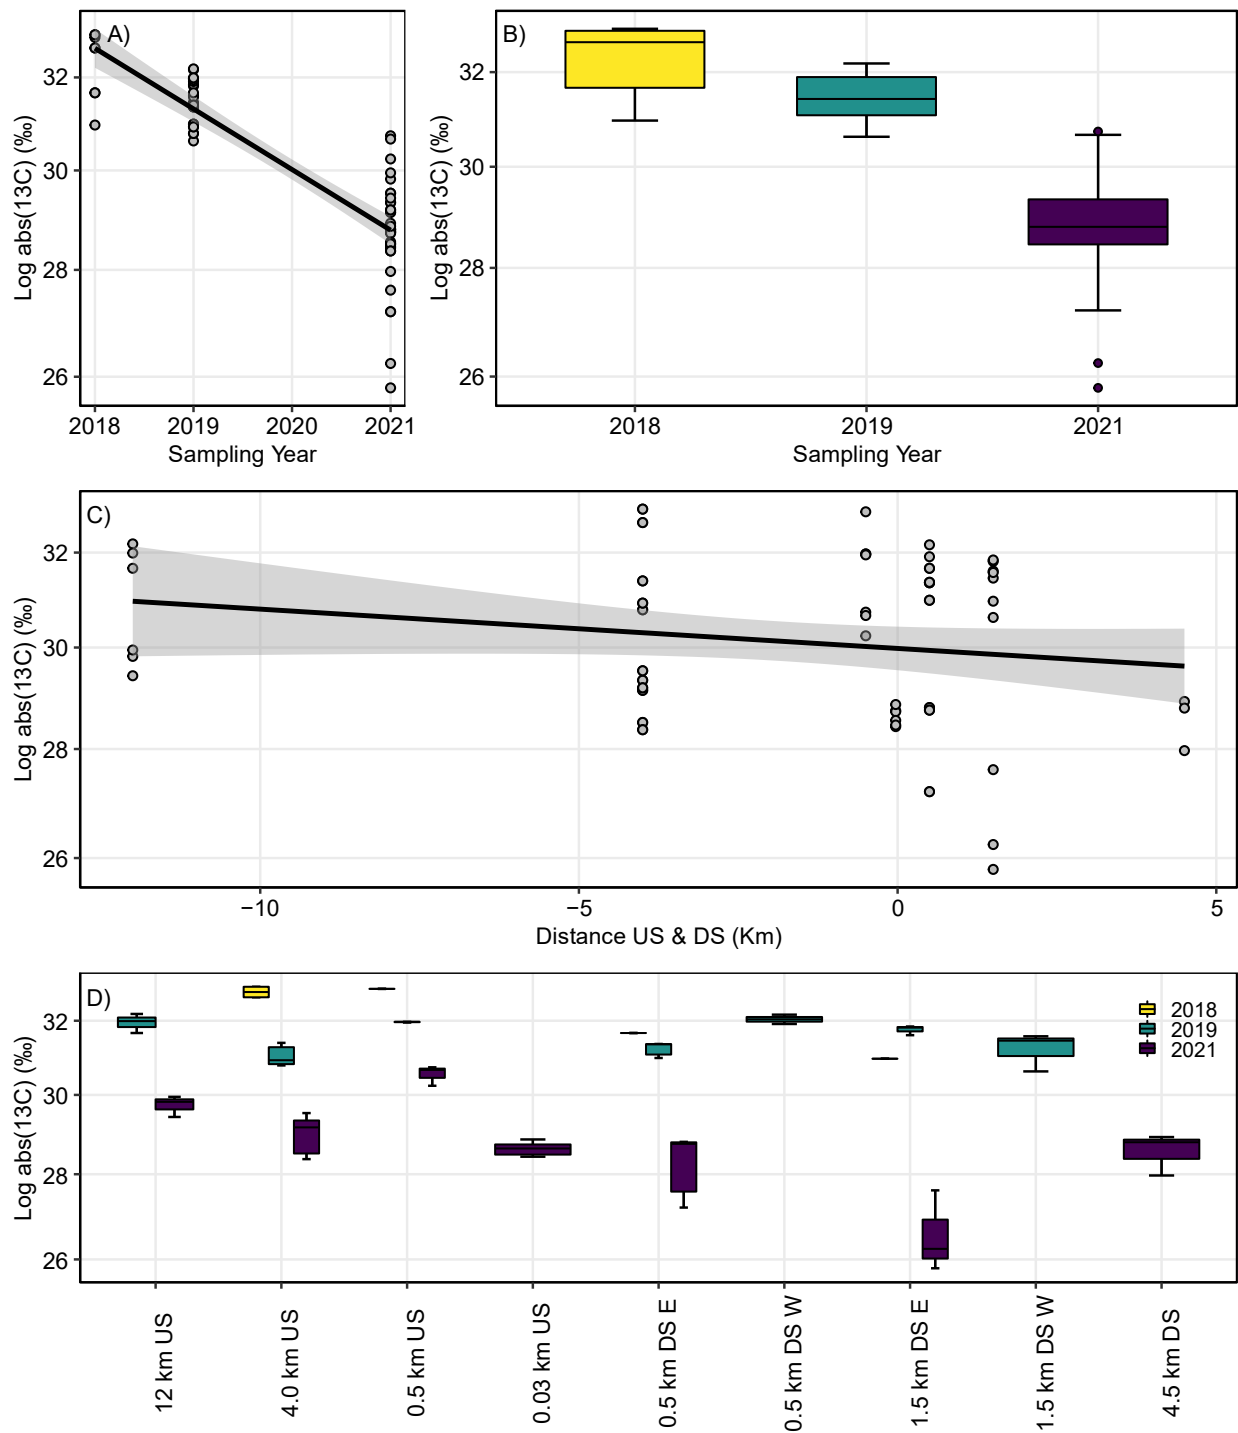 A)
Log abs(13C) (‰)
32
30
28
26
2018 2019 2020 2021
Sampling Year
B)
Log abs(13C) (‰)
32
30
28
26
2018 2019 2021
Sampling Year
C)
Log abs(13C) (‰)
32
30
28
26
−10 −5 0 5
Distance US & DS (Km)
D)
Log abs(13C) (‰)
32
30
28
26
2018
2019
2021
12 km US
4.0 km US
0.5 km US
0.03 km US
0.5 km DS E
0.5 km DS W
1.5 km DS E
1.5 km DS W
4.5 km DS